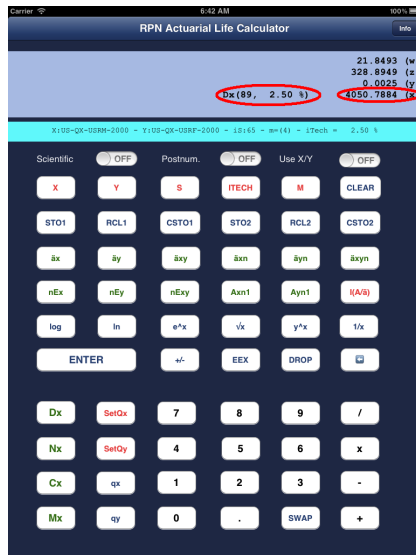 Carrier 6:42 AM 100%
RPN Actuarial Life Calculator Info
21.8493 (w
328.8949 (z
0.0025 (y
Dx(89, 2.50 %) 4050.7884 (x
X:US-QX-USRM-2000 - Y:US-QX-USRF-2000 - iS:65 - m=(4) - iTech = 2.50 %
Scientific OFF Postnum. OFF Use X/Y OFF
X Y S ITECH M CLEAR
STO1 RCL1 CSTO1 STO2 RCL2 CSTO2
äx äy äxy äxn äyn äxyn
nEx nEy nExy Axn1 Ayn1 I(A/ä)
log ln e^x √x y^x 1/x
ENTER +/- EEX DROP
Dx SetQx 7 8 9 /
Nx SetQy 4 5 6 x
Cx qx 1 2 3 -
Mx qy 0 . SWAP +